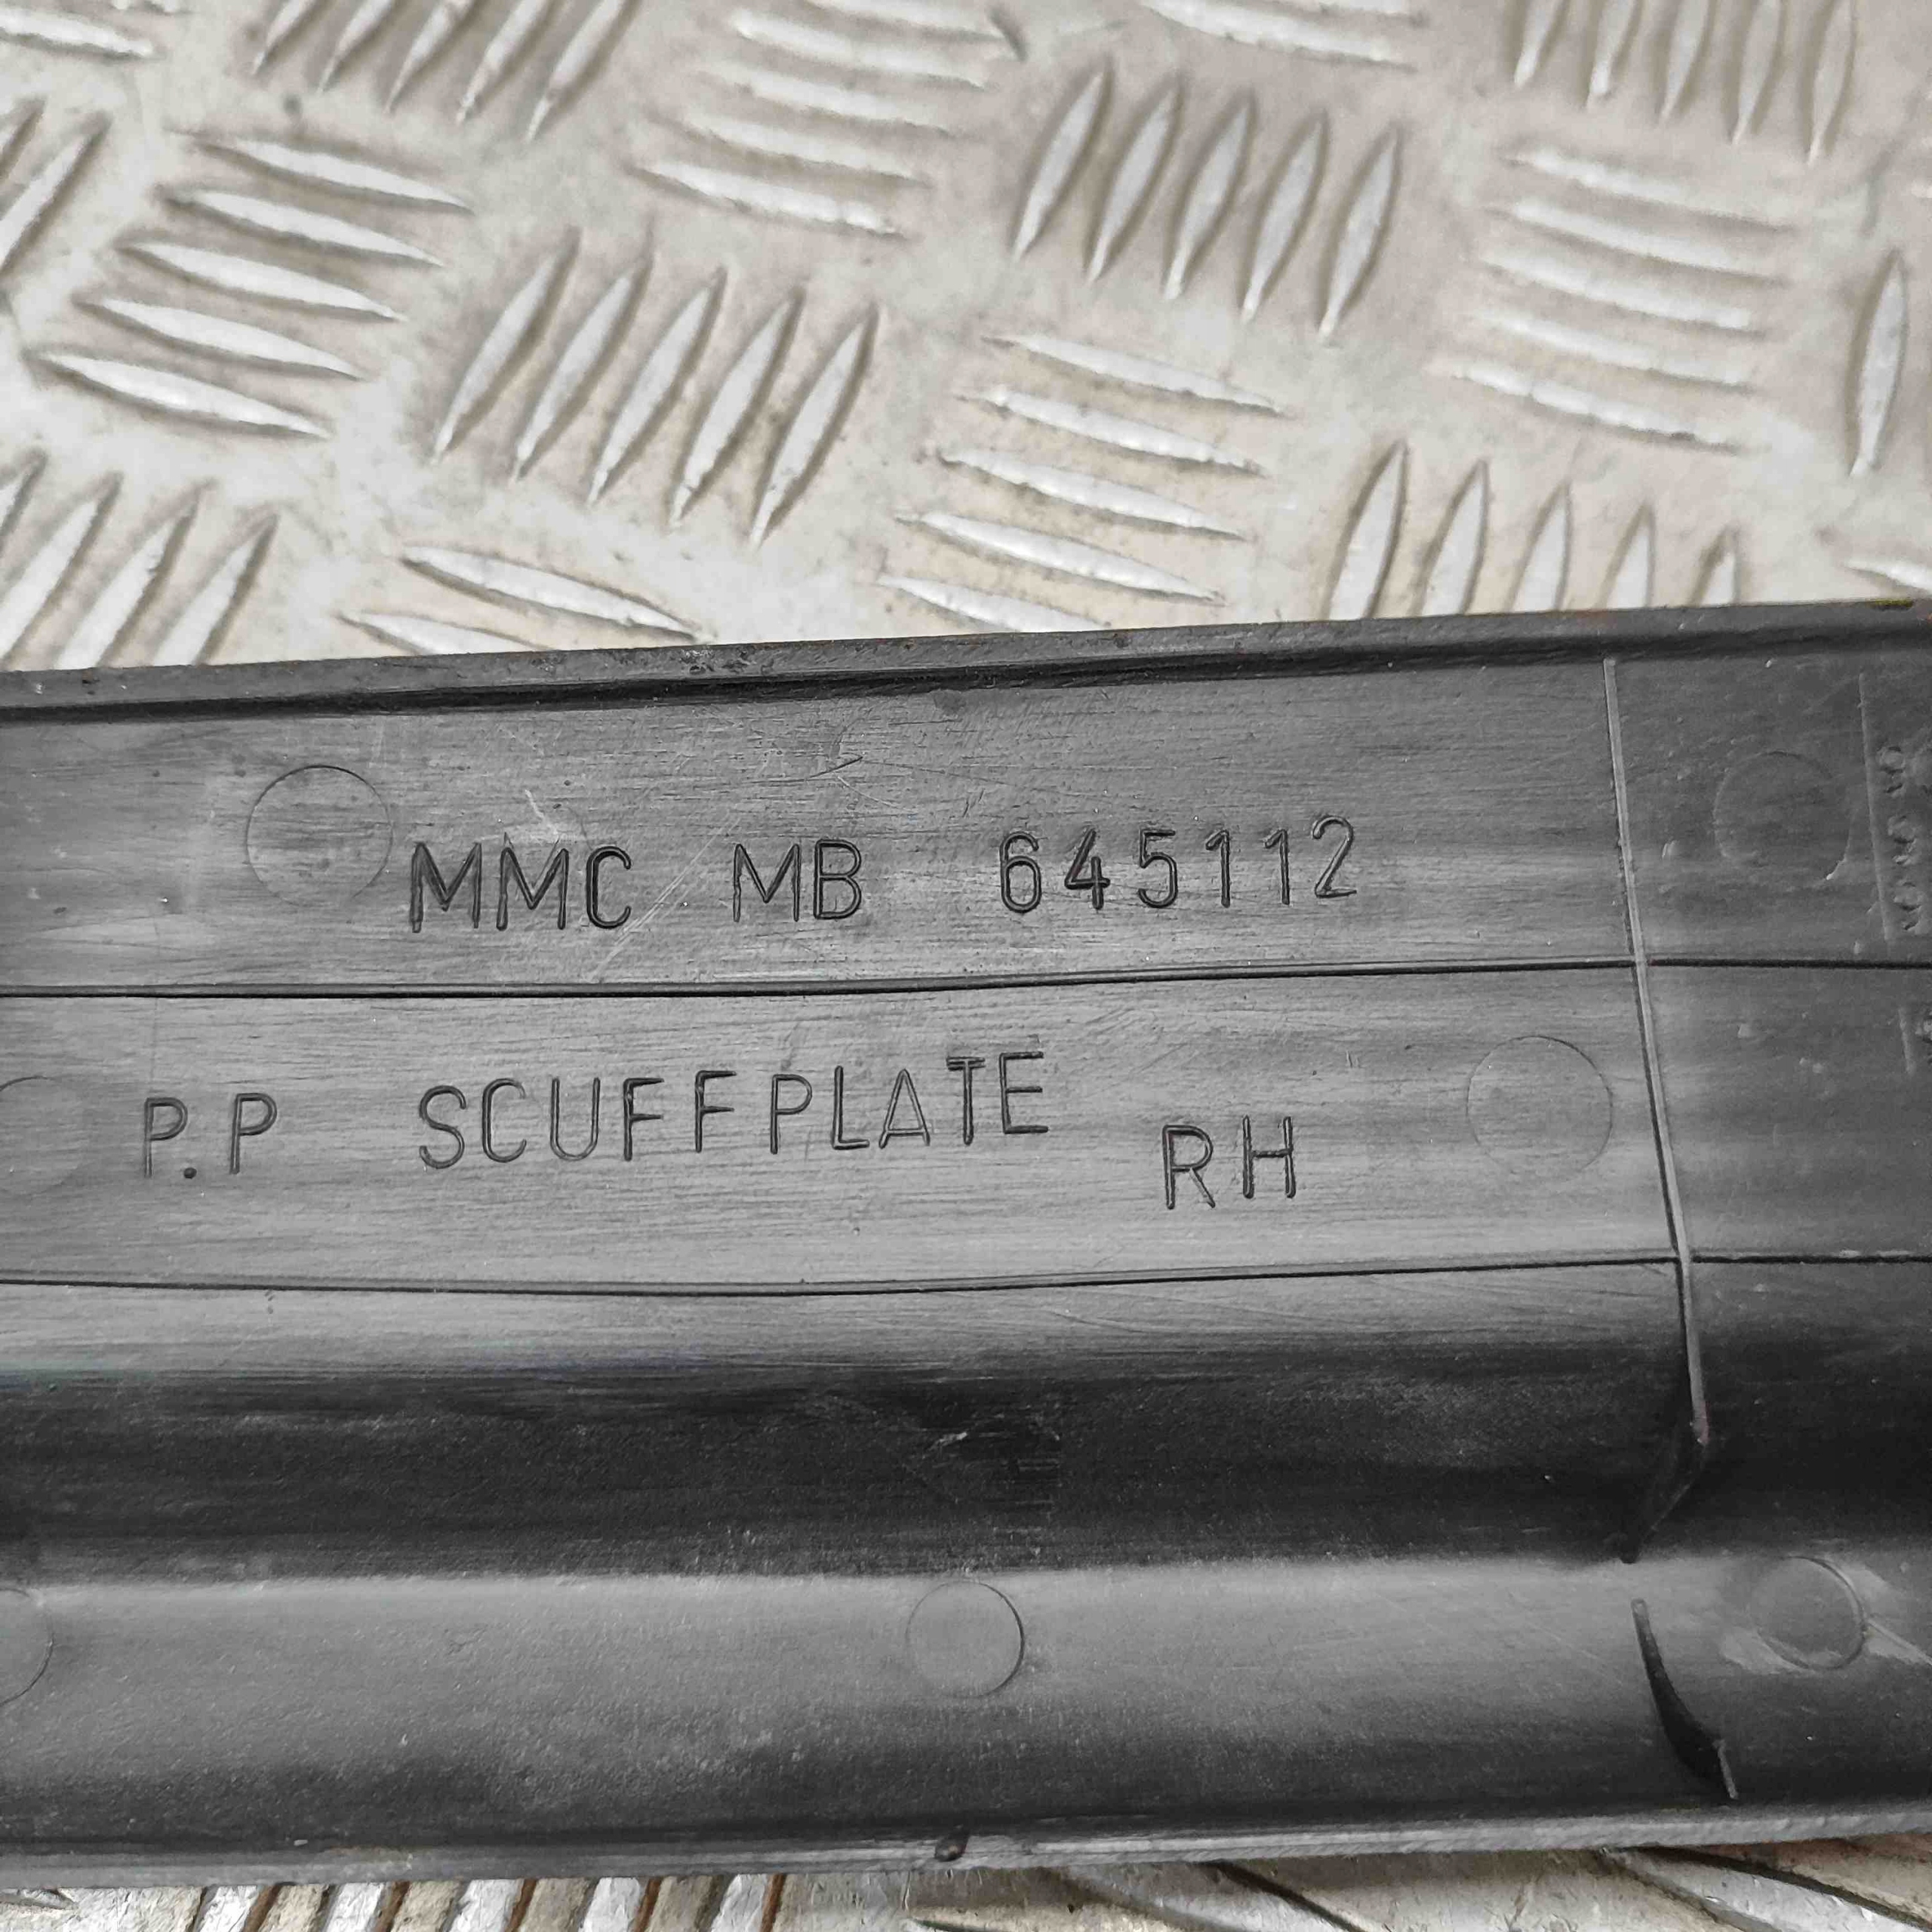 MMC MB 645112
P.P SCUFFPLATE RH